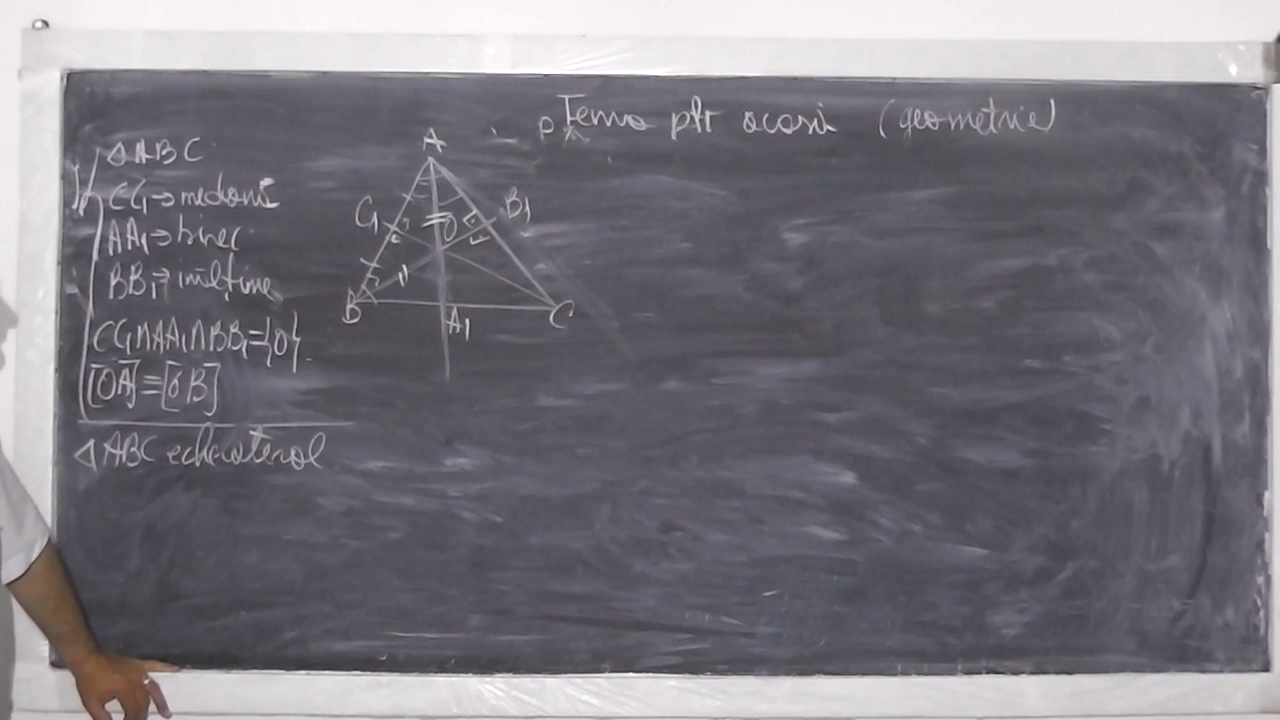 Tema ptr acasă (geometrie)
△ABC
CC₁→mediană
AA₁→bisec
BB₁→înălțime
CC₁∩AA₁∩BB₁={O}
[OA]≡[OB]
△ABC echilateral
A
C₁
B₁
O
B
A₁
C